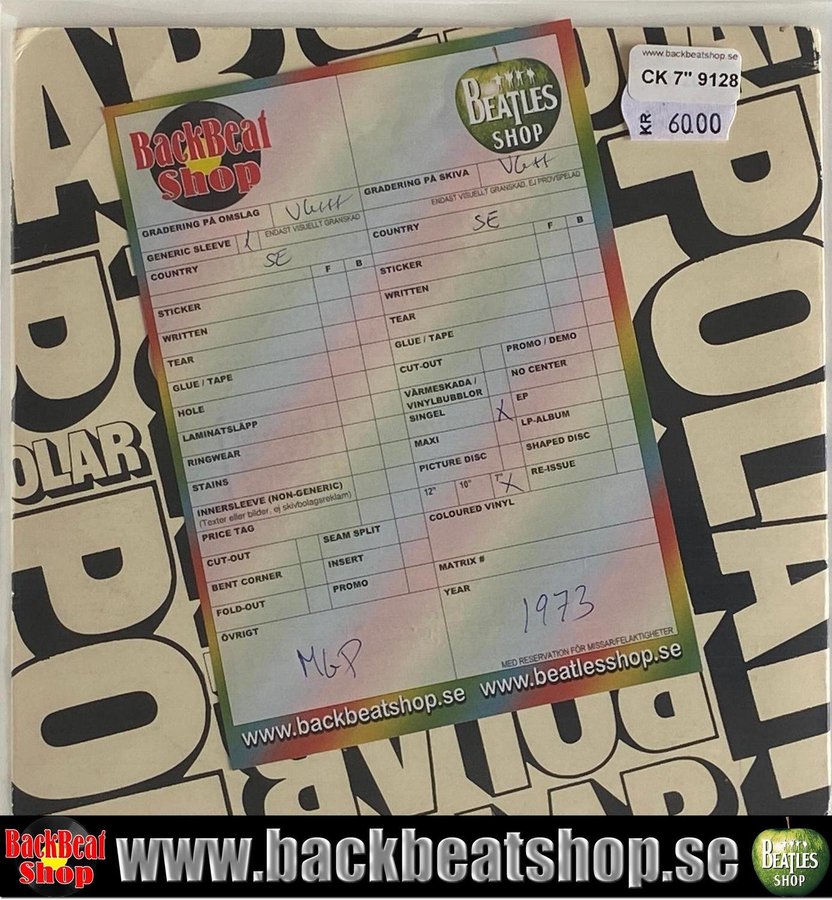 POLAR
OLAR
www.backbeatshop.se
CK 7" 9128
KR 60.00
BackBeat
Shop
BEATLES
SHOP
GRADERING PÅ OMSLAG VG++
ENDAST VISUELLT GRANSKAD
GENERIC SLEEVE
COUNTRY SE
F B
STICKER
WRITTEN
TEAR
GLUE / TAPE
HOLE
LAMINATSLÄPP
RINGWEAR
STAINS
INNERSLEEVE (NON-GENERIC)
(Texter eller bilder, ej skivbolagsreklam)
PRICE TAG
CUT-OUT SEAM SPLIT
BENT CORNER INSERT
FOLD-OUT PROMO
ÖVRIGT
MGP
GRADERING PÅ SKIVA VG++
ENDAST VISUELLT GRANSKAD, EJ PROVSPELAD
COUNTRY SE
F B
STICKER
WRITTEN
TEAR
GLUE / TAPE
CUT-OUT PROMO / DEMO
VÄRMESKADA /
VINYLBUBBLOR NO CENTER
SINGEL X EP
MAXI LP-ALBUM
PICTURE DISC SHAPED DISC
12" 10" 7" X RE-ISSUE
COLOURED VINYL
MATRIX #
YEAR
1973
MED RESERVATION FÖR MISSAR/FELAKTIGHETER
www.backbeatshop.se www.beatlesshop.se
BackBeat
Shop
www.backbeatshop.se
BEATLES
SHOP